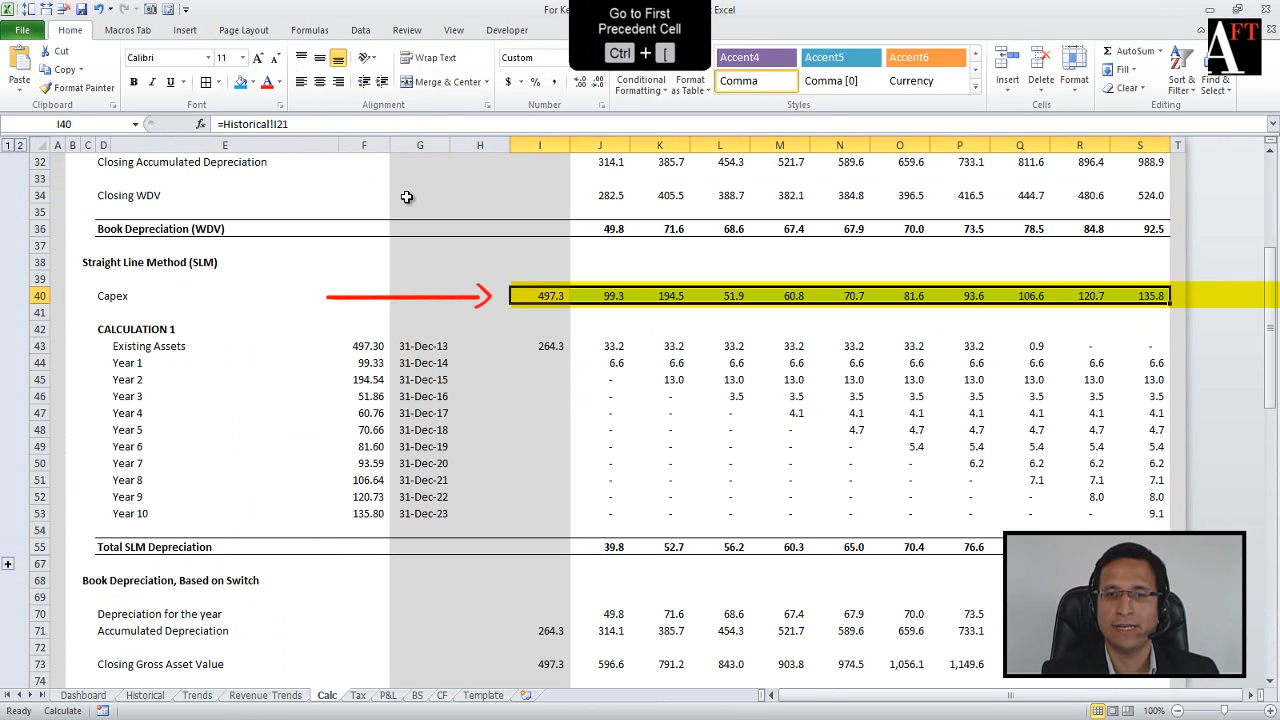 For Ke
Excel
Go to First
Precedent Cell
Ctrl + [
File Home Macros Tab Insert Page Layout Formulas Data Review View Developer
Cut
Copy
Format Painter
Paste
Clipboard
Calibri 11
B I U
Alignment
Wrap Text
Merge & Center
Custom
$ % ,
Number
Conditional Formatting
Format as Table
Accent4 Accent5 Accent6
Comma Comma [0] Currency
Styles
Insert Delete Format
Cells
AutoSum
Fill
Clear
Sort & Filter
Find & Select
Editing
AFT
I40 fx =Historical!I21
1 2 A B C D E F G H I J K L M N O P Q R S T
32 Closing Accumulated Depreciation 314.1 385.7 454.3 521.7 589.6 659.6 733.1 811.6 896.4 988.9
33
34 Closing WDV 282.5 405.5 388.7 382.1 384.8 396.5 416.5 444.7 480.6 524.0
35
36 Book Depreciation (WDV) 49.8 71.6 68.6 67.4 67.9 70.0 73.5 78.5 84.8 92.5
37
38 Straight Line Method (SLM)
39
40 Capex 497.3 99.3 194.5 51.9 60.8 70.7 81.6 93.6 106.6 120.7 135.8
41
42 CALCULATION 1
43 Existing Assets 497.30 31-Dec-13 264.3 33.2 33.2 33.2 33.2 33.2 33.2 33.2 0.9 - -
44 Year 1 99.33 31-Dec-14 6.6 6.6 6.6 6.6 6.6 6.6 6.6 6.6 6.6 6.6
45 Year 2 194.54 31-Dec-15 - 13.0 13.0 13.0 13.0 13.0 13.0 13.0 13.0 13.0
46 Year 3 51.86 31-Dec-16 - - 3.5 3.5 3.5 3.5 3.5 3.5 3.5 3.5
47 Year 4 60.76 31-Dec-17 - - - 4.1 4.1 4.1 4.1 4.1 4.1 4.1
48 Year 5 70.66 31-Dec-18 - - - - 4.7 4.7 4.7 4.7 4.7 4.7
49 Year 6 81.60 31-Dec-19 - - - - - 5.4 5.4 5.4 5.4 5.4
50 Year 7 93.59 31-Dec-20 - - - - - - 6.2 6.2 6.2 6.2
51 Year 8 106.64 31-Dec-21 - - - - - - - 7.1 7.1 7.1
52 Year 9 120.73 31-Dec-22 - - - - - - - - 8.0 8.0
53 Year 10 135.80 31-Dec-23 - - - - - - - - - 9.1
54
55 Total SLM Depreciation 39.8 52.7 56.2 60.3 65.0 70.4 76.6
67
68 Book Depreciation, Based on Switch
69
70 Depreciation for the year 49.8 71.6 68.6 67.4 67.9 70.0 73.5
71 Accumulated Depreciation 264.3 314.1 385.7 454.3 521.7 589.6 659.6 733.1
72
73 Closing Gross Asset Value 497.3 596.6 791.2 843.0 903.8 974.5 1,056.1 1,149.6
74
Dashboard Historical Trends Revenue Trends Calc Tax P&L BS CF Template
Ready Calculate 100%